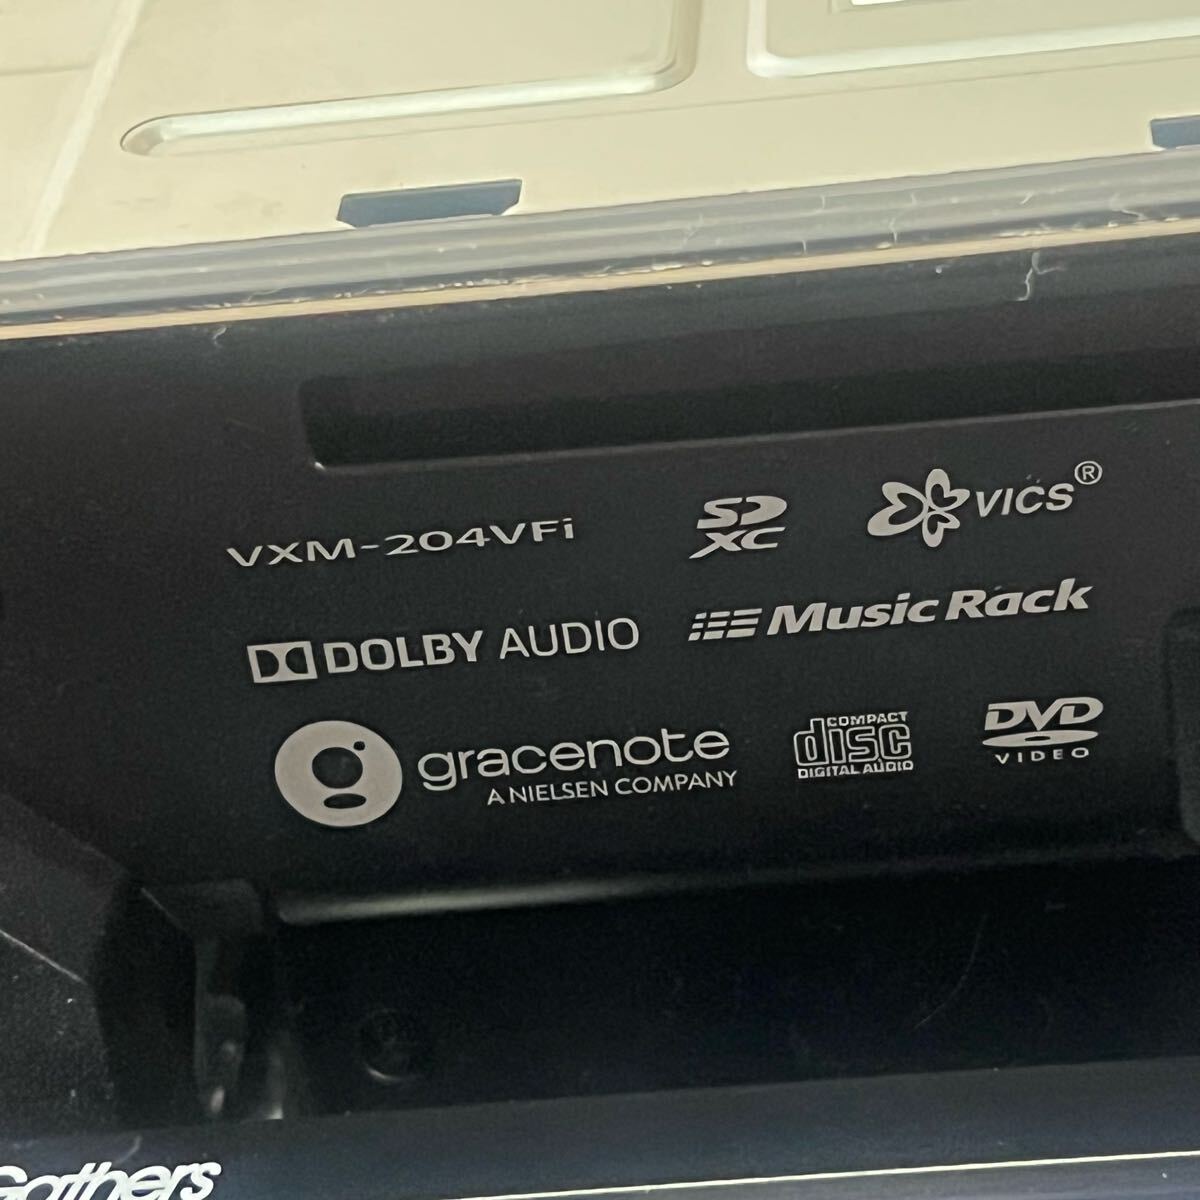 VXM-204VFi
SD XC
VICS®
DOLBY AUDIO
Music Rack
gracenote
A NIELSEN COMPANY
COMPACT
disc
DIGITAL AUDIO
DVD
VIDEO
Gathers